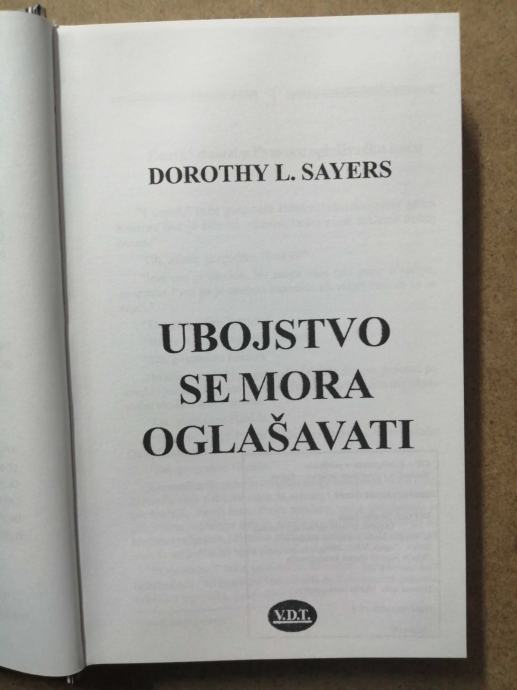 DOROTHY L. SAYERS
UBOJSTVO
SE MORA
OGLAŠAVATI
V.D.T.